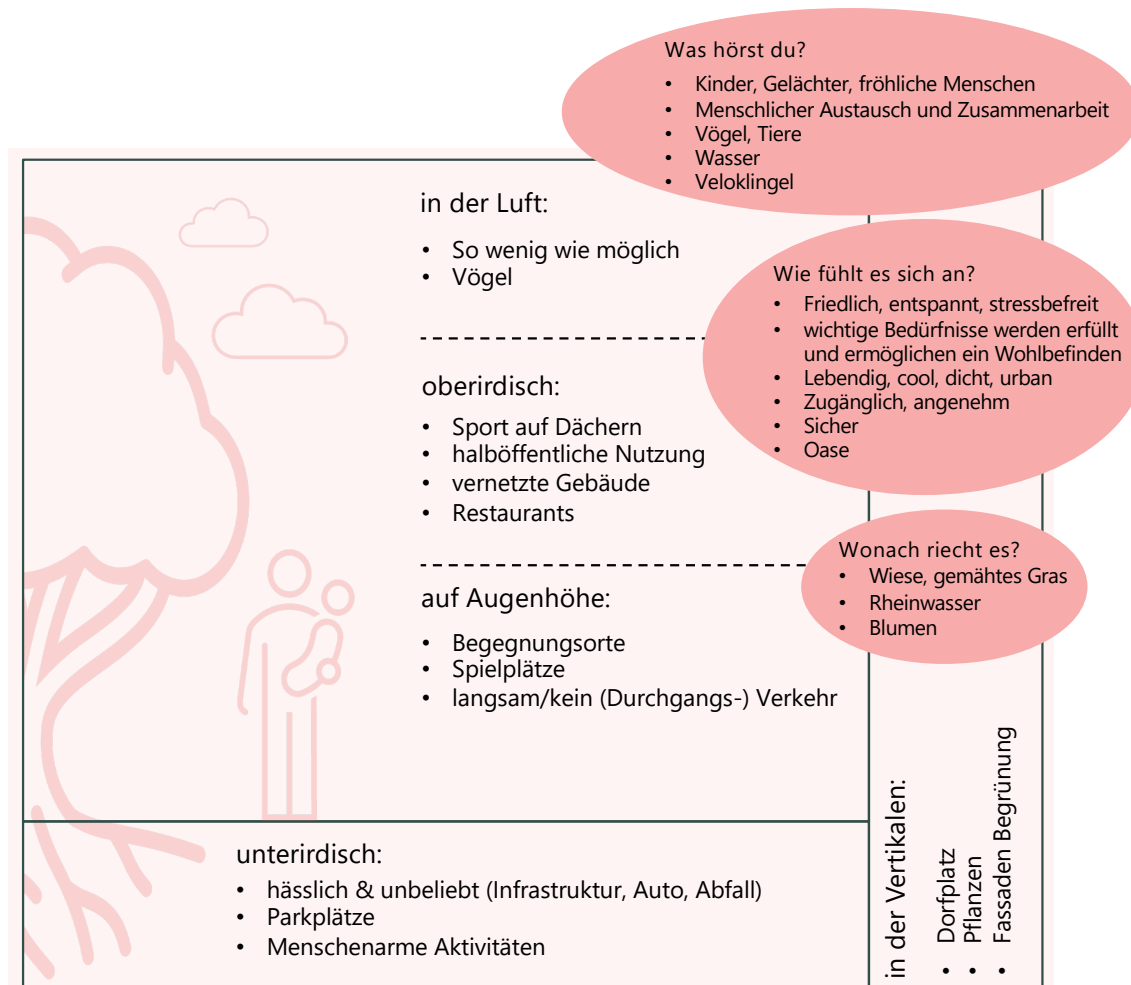 Was hörst du?
• Kinder, Gelächter, fröhliche Menschen
• Menschlicher Austausch und Zusammenarbeit
• Vögel, Tiere
• Wasser
• Veloklingel
in der Luft:
• So wenig wie möglich
• Vögel
Wie fühlt es sich an?
• Friedlich, entspannt, stressbefreit
• wichtige Bedürfnisse werden erfüllt
und ermöglichen ein Wohlbefinden
• Lebendig, cool, dicht, urban
• Zugänglich, angenehm
• Sicher
• Oase
oberirdisch:
• Sport auf Dächern
• halböffentliche Nutzung
• vernetzte Gebäude
• Restaurants
Wonach riecht es?
• Wiese, gemähtes Gras
• Rheinwasser
• Blumen
auf Augenhöhe:
• Begegnungsorte
• Spielplätze
• langsam/kein (Durchgangs-) Verkehr
unterirdisch:
• hässlich & unbeliebt (Infrastruktur, Auto, Abfall)
• Parkplätze
• Menschenarme Aktivitäten
in der Vertikalen:
• Dorfplatz
• Pflanzen
• Fassaden Begrünung